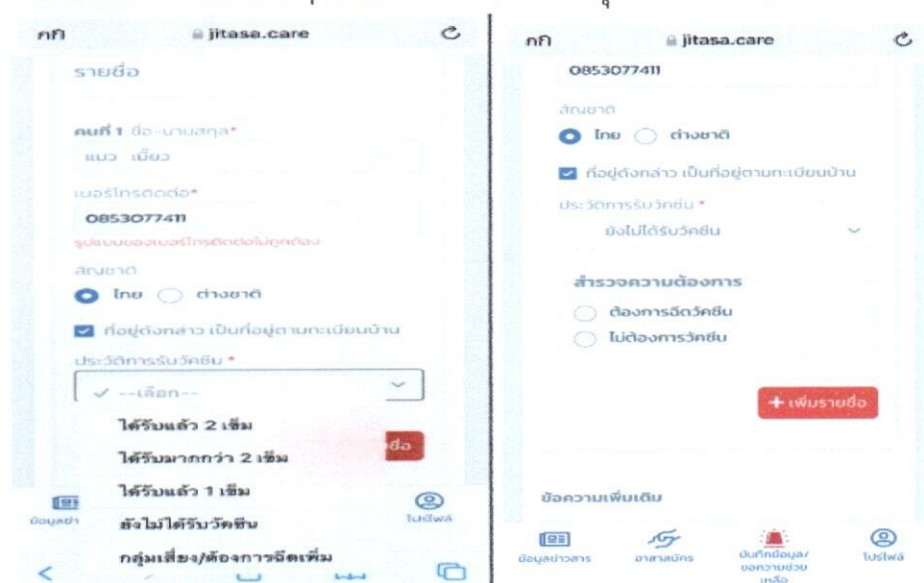 กกิ jitasa.care
รายชื่อ
คนที่ 1 ชื่อ-นามสกุล*
แมว เมี๊ยว
เบอร์โทรติดต่อ*
0853077411
รูปแบบของเบอร์โทรติดต่อไม่ถูกต้อง
สัญชาติ
ไทย ต่างชาติ
ที่อยู่ดังกล่าว เป็นที่อยู่ตามทะเบียนบ้าน
ประวัติการรับวัคซีน *
--เลือก--
ได้รับแล้ว 2 เข็ม
ได้รับมากกว่า 2 เข็ม
ชื่อ
ได้รับแล้ว 1 เข็ม
ยังไม่ได้รับวัคซีน
กลุ่มเสี่ยง/ต้องการฉีดเพิ่ม
ข้อมูลข่า
โปรไฟล์
กกิ jitasa.care
0853077411
สัญชาติ
ไทย ต่างชาติ
ที่อยู่ดังกล่าว เป็นที่อยู่ตามทะเบียนบ้าน
ประวัติการรับวัคซีน *
ยังไม่ได้รับวัคซีน
สำรวจความต้องการ
ต้องการฉีดวัคซีน
ไม่ต้องการวัคซีน
+ เพิ่มรายชื่อ
ข้อความเพิ่มเติม
ข้อมูลข่าวสาร อาสาสมัคร บันทึกข้อมูล/ โปรไฟล์
ขอความช่วย
เหลือ